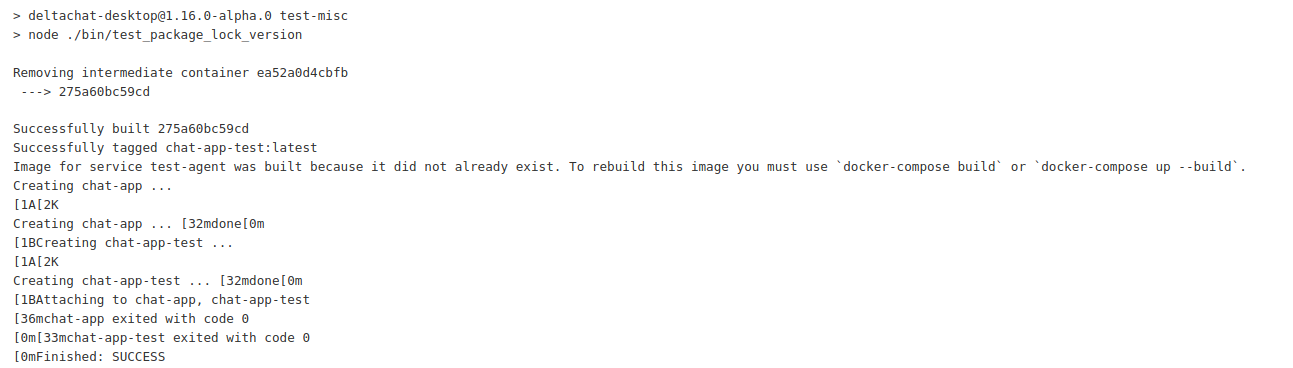 > deltachat-desktop@1.16.0-alpha.0 test-misc
> node ./bin/test_package_lock_version
Removing intermediate container ea52a0d4cbfb
 ---> 275a60bc59cd
Successfully built 275a60bc59cd
Successfully tagged chat-app-test:latest
Image for service test-agent was built because it did not already exist. To rebuild this image you must use `docker-compose build` or `docker-compose up --build`.
Creating chat-app ...
[1A[2K
Creating chat-app ... [32mdone[0m
[1BCreating chat-app-test ...
[1A[2K
Creating chat-app-test ... [32mdone[0m
[1BAttaching to chat-app, chat-app-test
[36mchat-app exited with code 0
[0m[33mchat-app-test exited with code 0
[0mFinished: SUCCESS